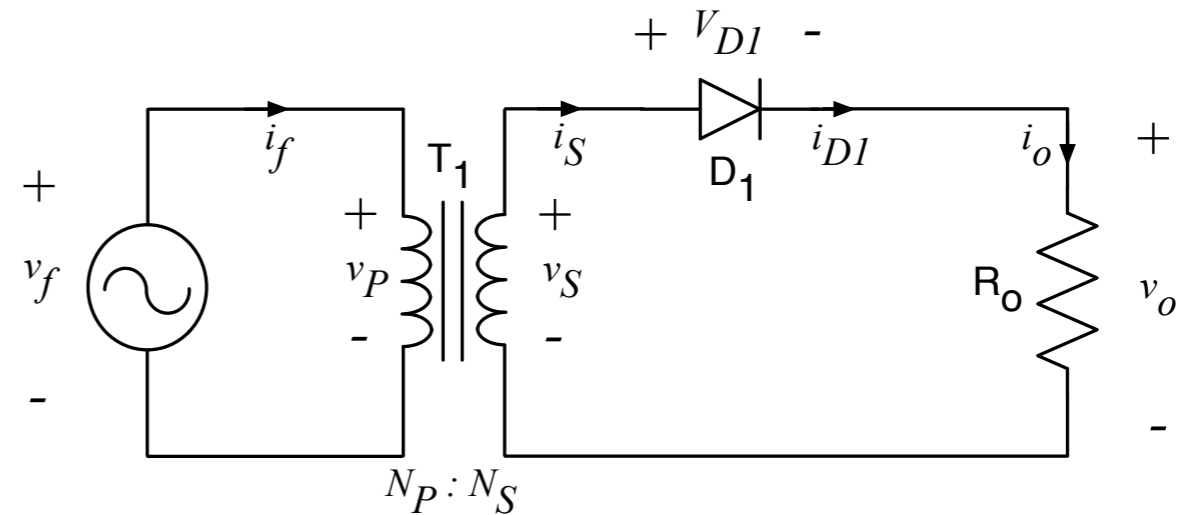 + V_D1 -
i_f
i_S
i_D1
i_o
+
T_1
D_1
+
+
+
v_f
v_P
v_S
R_o
v_o
-
-
-
-
N_P : N_S